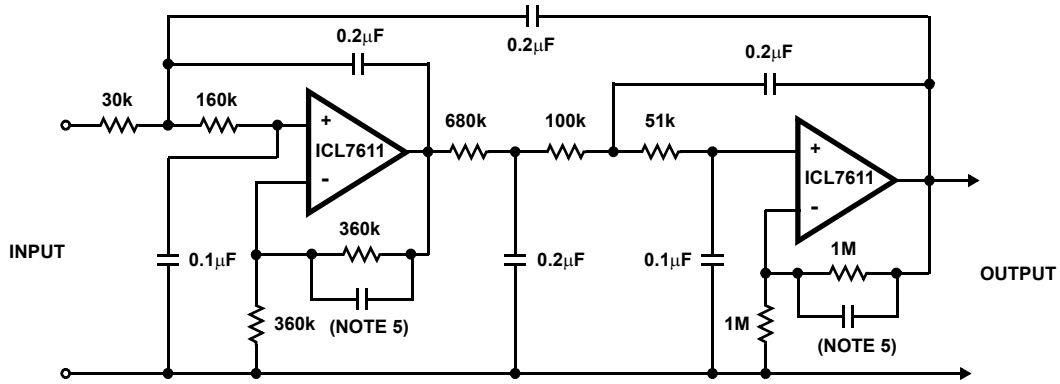 0.2μF
0.2μF
0.2μF
30k
160k
680k
100k
51k
+
ICL7611
-
+
ICL7611
-
INPUT
0.1μF
360k
0.2μF
0.1μF
1M
OUTPUT
360k
(NOTE 5)
1M
(NOTE 5)